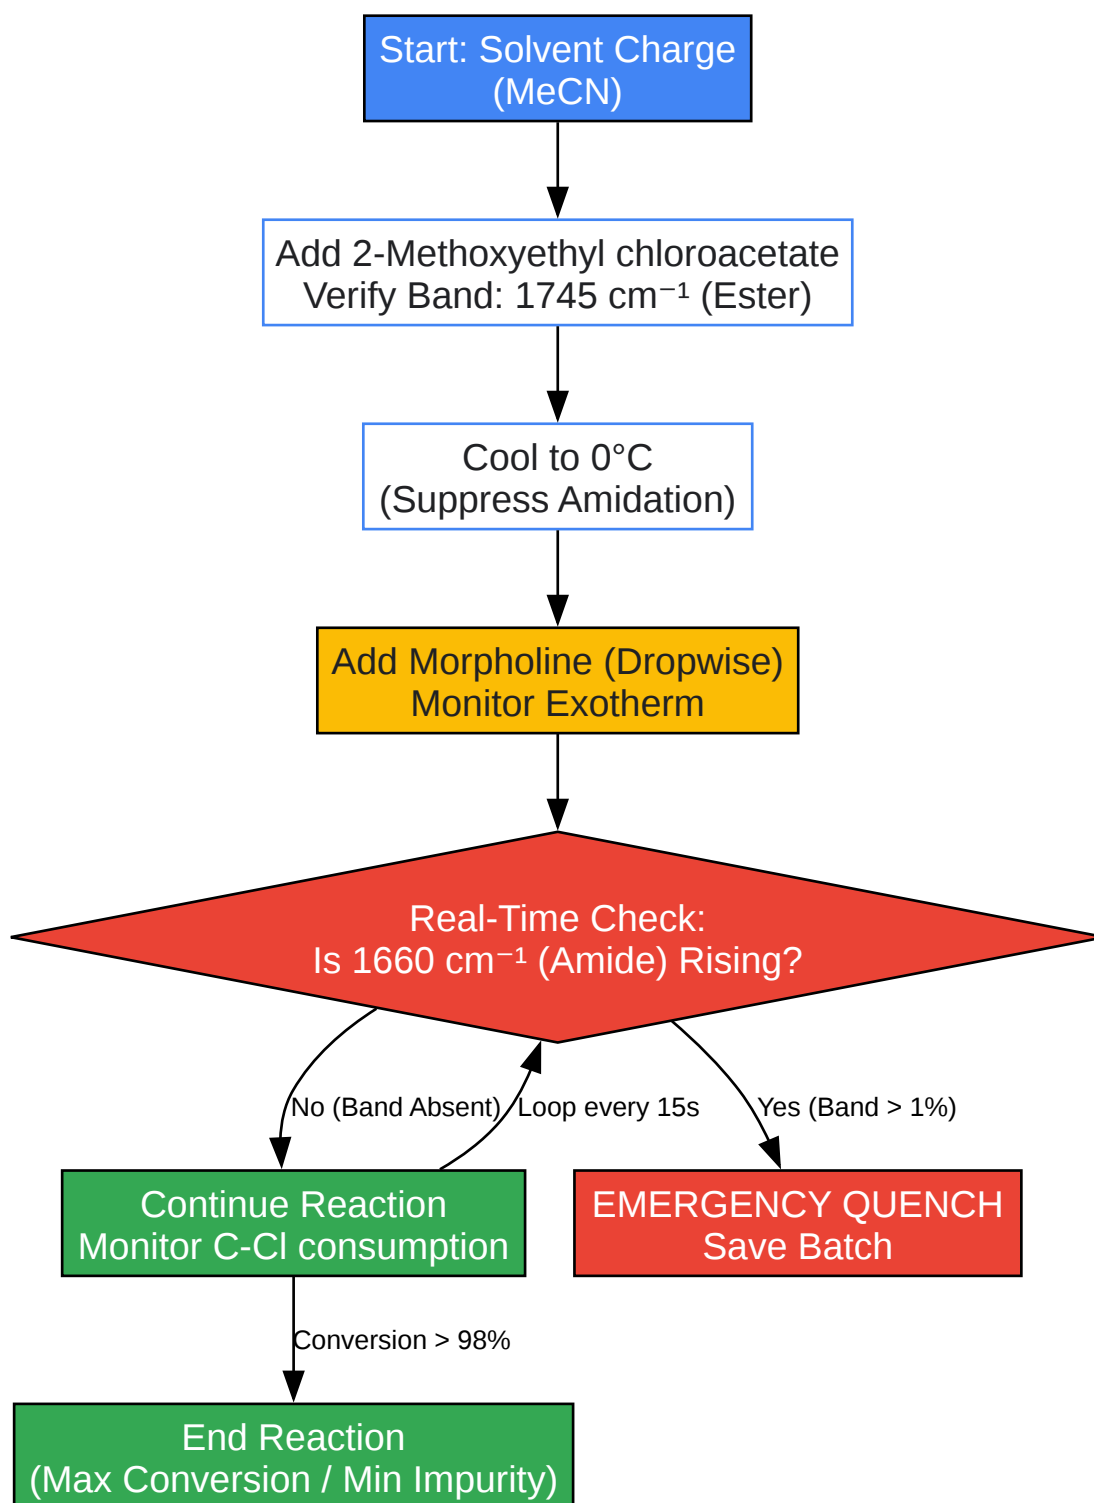 Start: Solvent Charge
(MeCN)
Add 2-Methoxyethyl chloroacetate
Verify Band: 1745 cm⁻¹ (Ester)
Cool to 0°C
(Suppress Amidation)
Add Morpholine (Dropwise)
Monitor Exotherm
Real-Time Check:
Is 1660 cm⁻¹ (Amide) Rising?
No (Band Absent)
Loop every 15s
Yes (Band > 1%)
Continue Reaction
Monitor C-Cl consumption
EMERGENCY QUENCH
Save Batch
Conversion > 98%
End Reaction
(Max Conversion / Min Impurity)